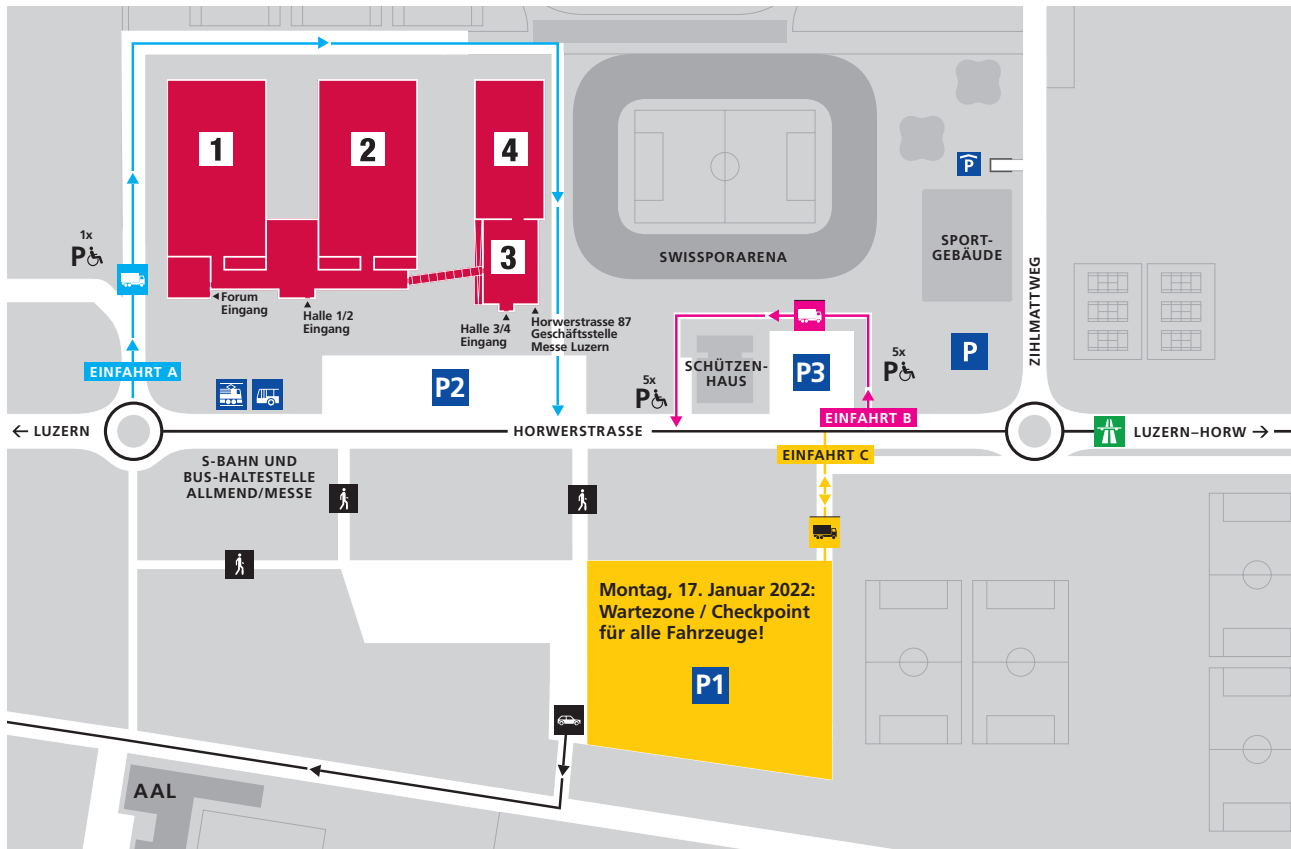 1
2
4
3
P
SWISSPORARENA
SPORT-
GEBÄUDE
ZIHLMATTWEG
1x
P
Forum
Eingang
Halle 1/2
Eingang
Halle 3/4
Eingang
Horwerstrasse 87
Geschäftsstelle
Messe Luzern
EINFAHRT A
P2
SCHÜTZEN-
HAUS
P3
5x
P
5x
P
P
EINFAHRT B
← LUZERN
HORWERSTRASSE
LUZERN–HORW →
EINFAHRT C
S-BAHN UND
BUS-HALTESTELLE
ALLMEND/MESSE
Montag, 17. Januar 2022:
Wartezone / Checkpoint
für alle Fahrzeuge!
P1
AAL